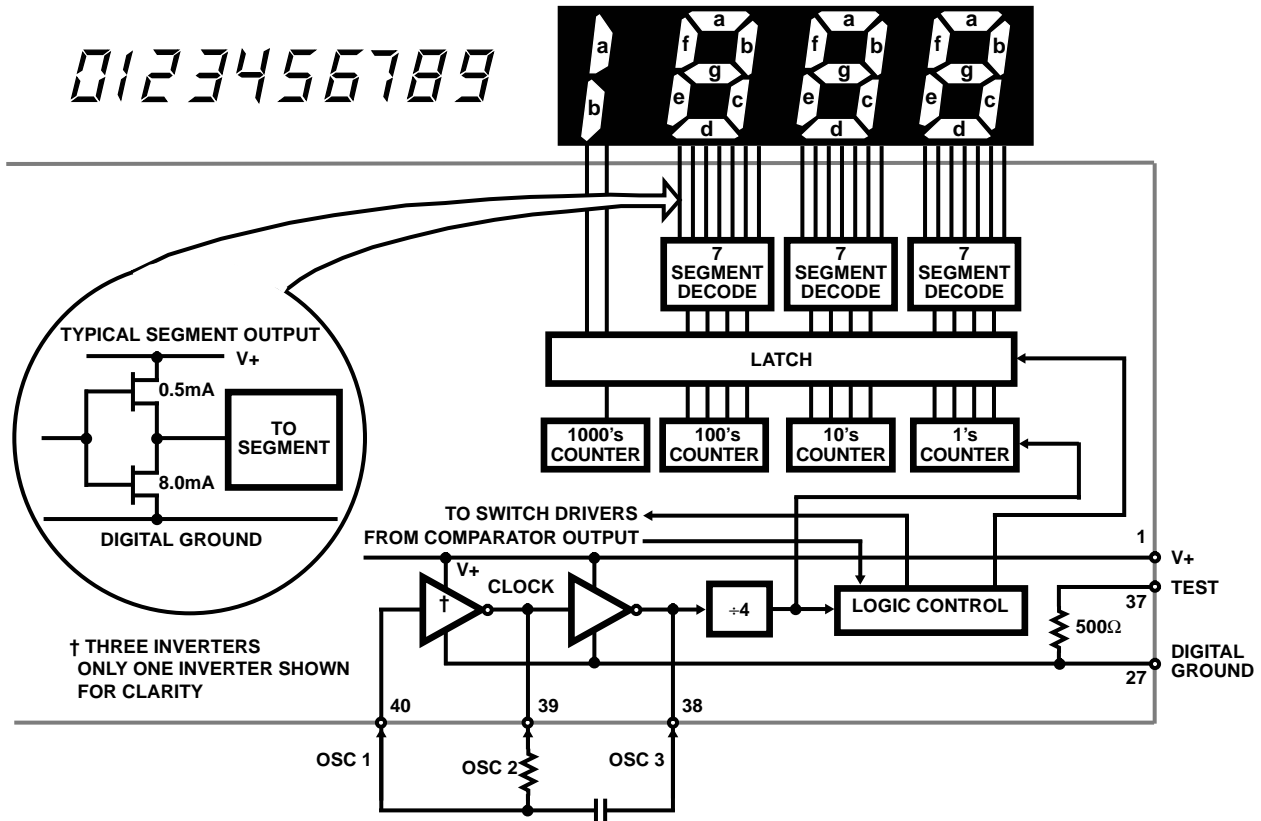 0123456789
a
b
a
f
b
g
e
c
d
a
f
b
g
e
c
d
a
f
b
g
e
c
d
7
SEGMENT
DECODE
7
SEGMENT
DECODE
7
SEGMENT
DECODE
LATCH
1000's
COUNTER
100's
COUNTER
10's
COUNTER
1's
COUNTER
TYPICAL SEGMENT OUTPUT
V+
0.5mA
TO
SEGMENT
8.0mA
DIGITAL GROUND
TO SWITCH DRIVERS
FROM COMPARATOR OUTPUT
1
V+
V+
CLOCK
†
÷4
LOGIC CONTROL
TEST
37
500Ω
DIGITAL
GROUND
27
† THREE INVERTERS
ONLY ONE INVERTER SHOWN
FOR CLARITY
40
39
38
OSC 1
OSC 2
OSC 3